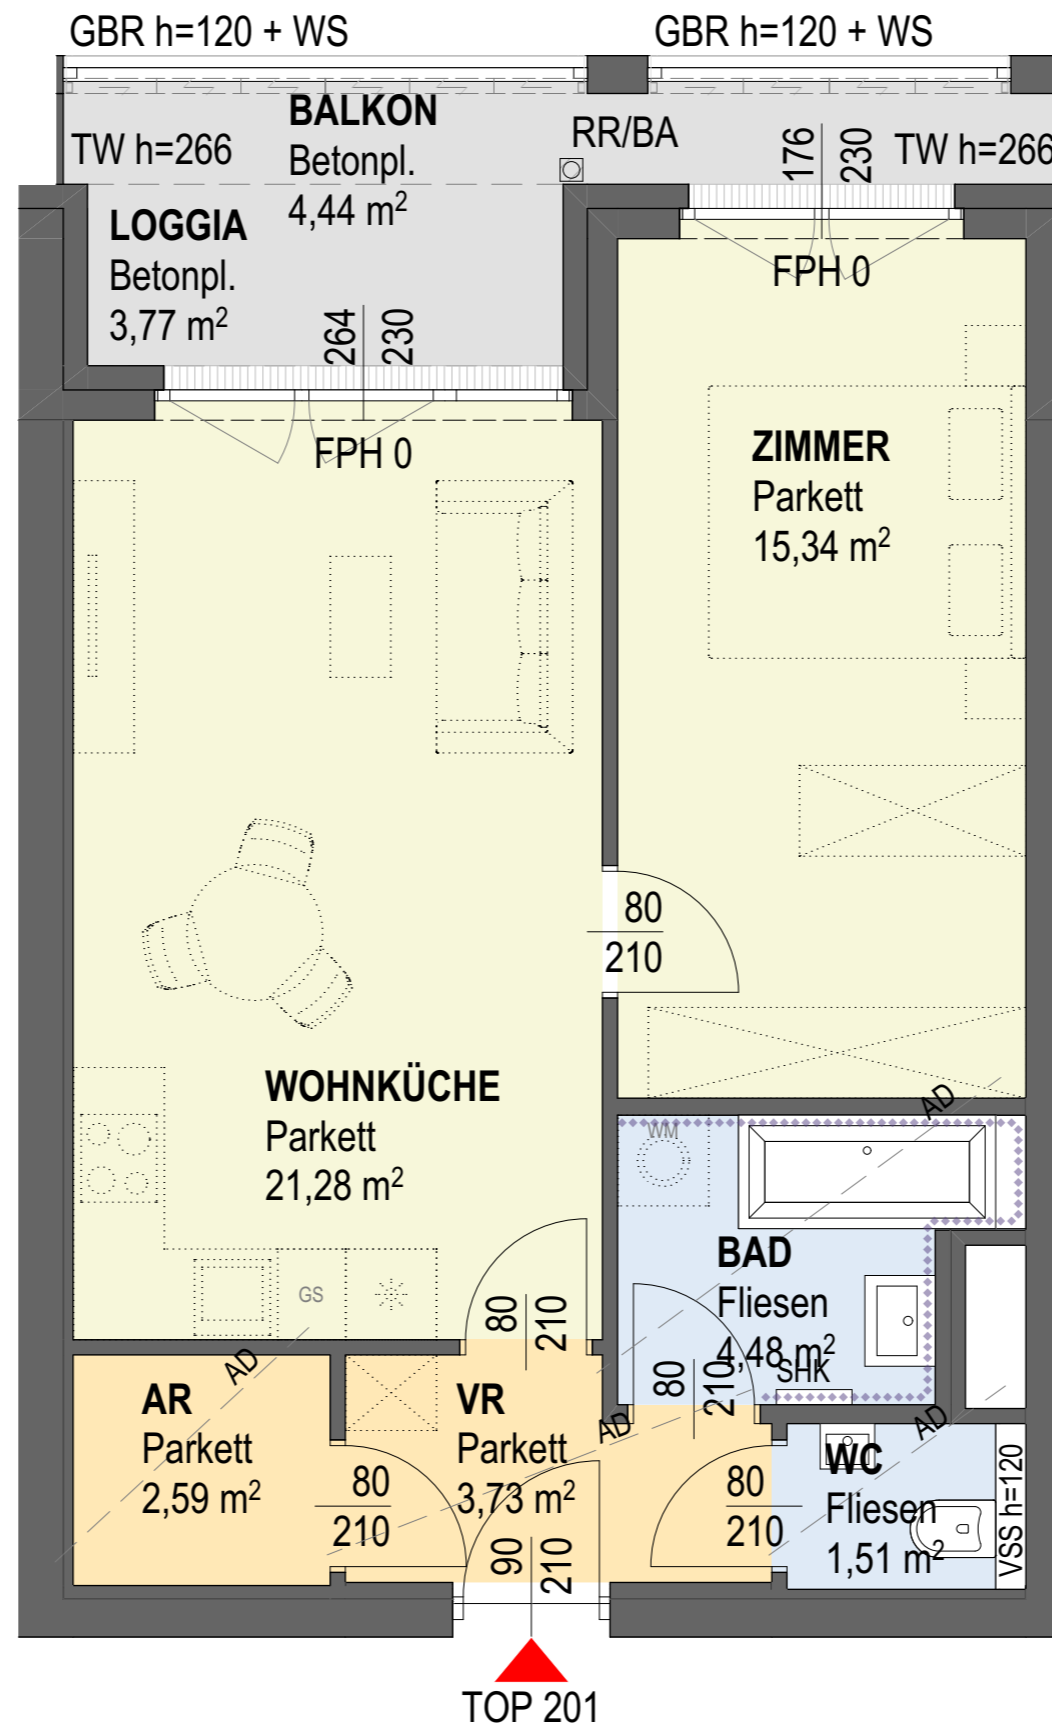 GBR h=120 + WS
GBR h=120 + WS
BALKON
Betonpl.
4,44 m²
TW h=266
RR/BA
176
230
TW h=266
LOGGIA
Betonpl.
3,77 m²
264
230
FPH 0
FPH 0
ZIMMER
Parkett
15,34 m²
80
210
WOHNKÜCHE
Parkett
21,28 m²
GS
80
210
AD
WM
BAD
Fliesen
4,48 m²
SHK
80
210
AD
AR
Parkett
2,59 m²
80
210
VR
Parkett
3,73 m²
AD
90
210
80
210
WC
Fliesen
1,51 m²
AD
VSS h=120
TOP 201